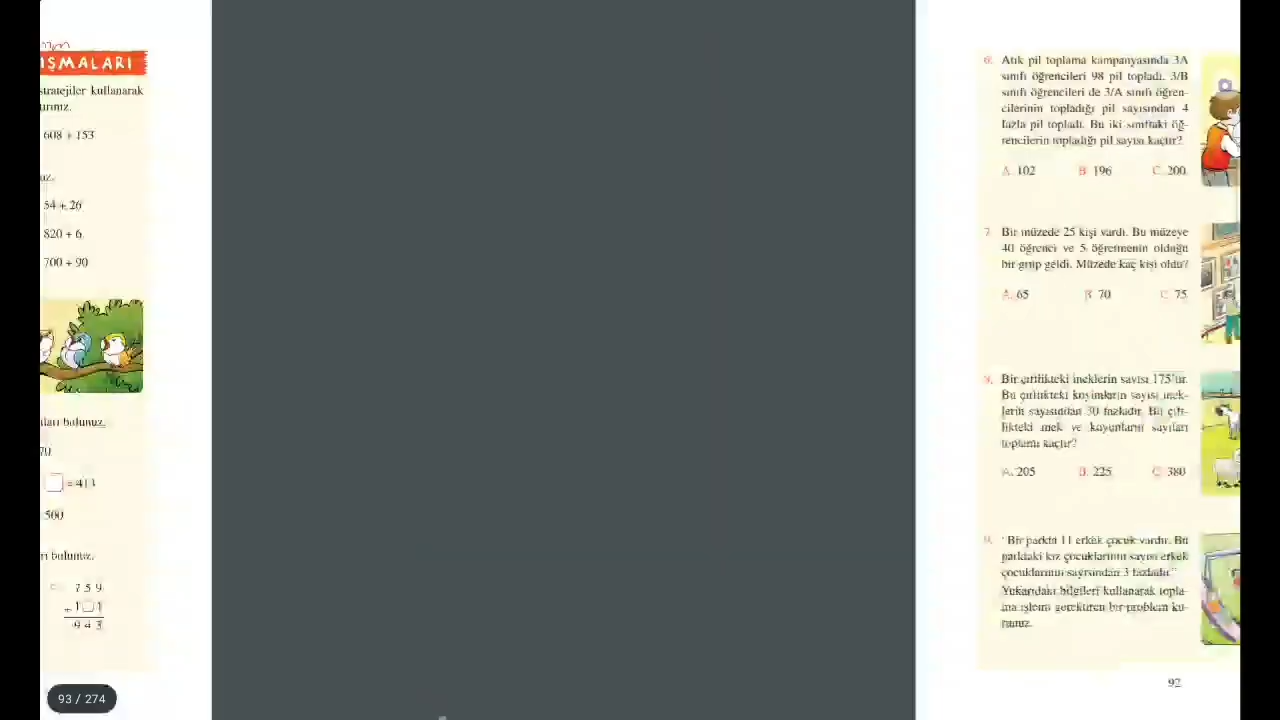 IŞMALARI
stratejiler kullanarak
608 + 153
54 + 26
820 + 6
700 + 90
bulunuz.
70
= 413
500
bulunuz.
7 5 9
+ 1 1
9 4 3
93 / 274
6. Atık pil toplama kampanyasında 3A
sınıfı öğrencileri 98 pil topladı. 3/B
sınıfı öğrencileri de 3/A sınıfı öğren-
cilerinin topladığı pil sayısından 4
fazla pil topladı. Bu iki sınıftaki öğ-
rencilerin topladığı pil sayısı kaçtır?
A. 102 B. 196 C. 200
7. Bir müzede 25 kişi vardı. Bu müzeye
40 öğrenci ve 5 öğretmenin olduğu
bir grup geldi. Müzede kaç kişi oldu?
A. 65 B. 70 C. 75
8. Bir çiftlikteki ineklerin sayısı 175'tir.
Bu çiftlikteki koyunların sayısı inek-
lerin sayısından 30 fazladır. Bu çift-
likteki inek ve koyunların sayıları
toplamı kaçtır?
A. 205 B. 225 C. 380
9. "Bir parkta 11 erkek çocuk vardır. Bu
parktaki kız çocuklarının sayısı erkek
çocuklarının sayısından 3 fazladır."
Yukarıdaki bilgileri kullanarak topla-
ma işlemi gerektiren bir problem ku-
runuz.
92